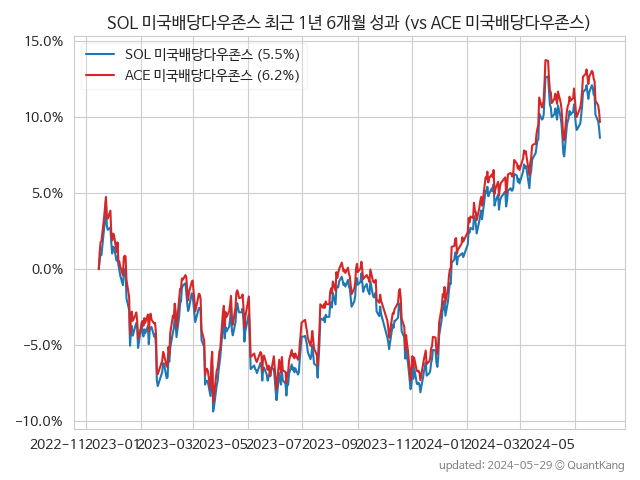 SOL 미국배당다우존스 최근 1년 6개월 성과 (vs ACE 미국배당다우존스)
SOL 미국배당다우존스 (5.5%)
ACE 미국배당다우존스 (6.2%)
15.0%
10.0%
5.0%
0.0%
−5.0%
−10.0%
2022-11 2023-01 2023-03 2023-05 2023-07 2023-09 2023-11 2024-01 2024-03 2024-05
updated: 2024-05-29 © QuantKang